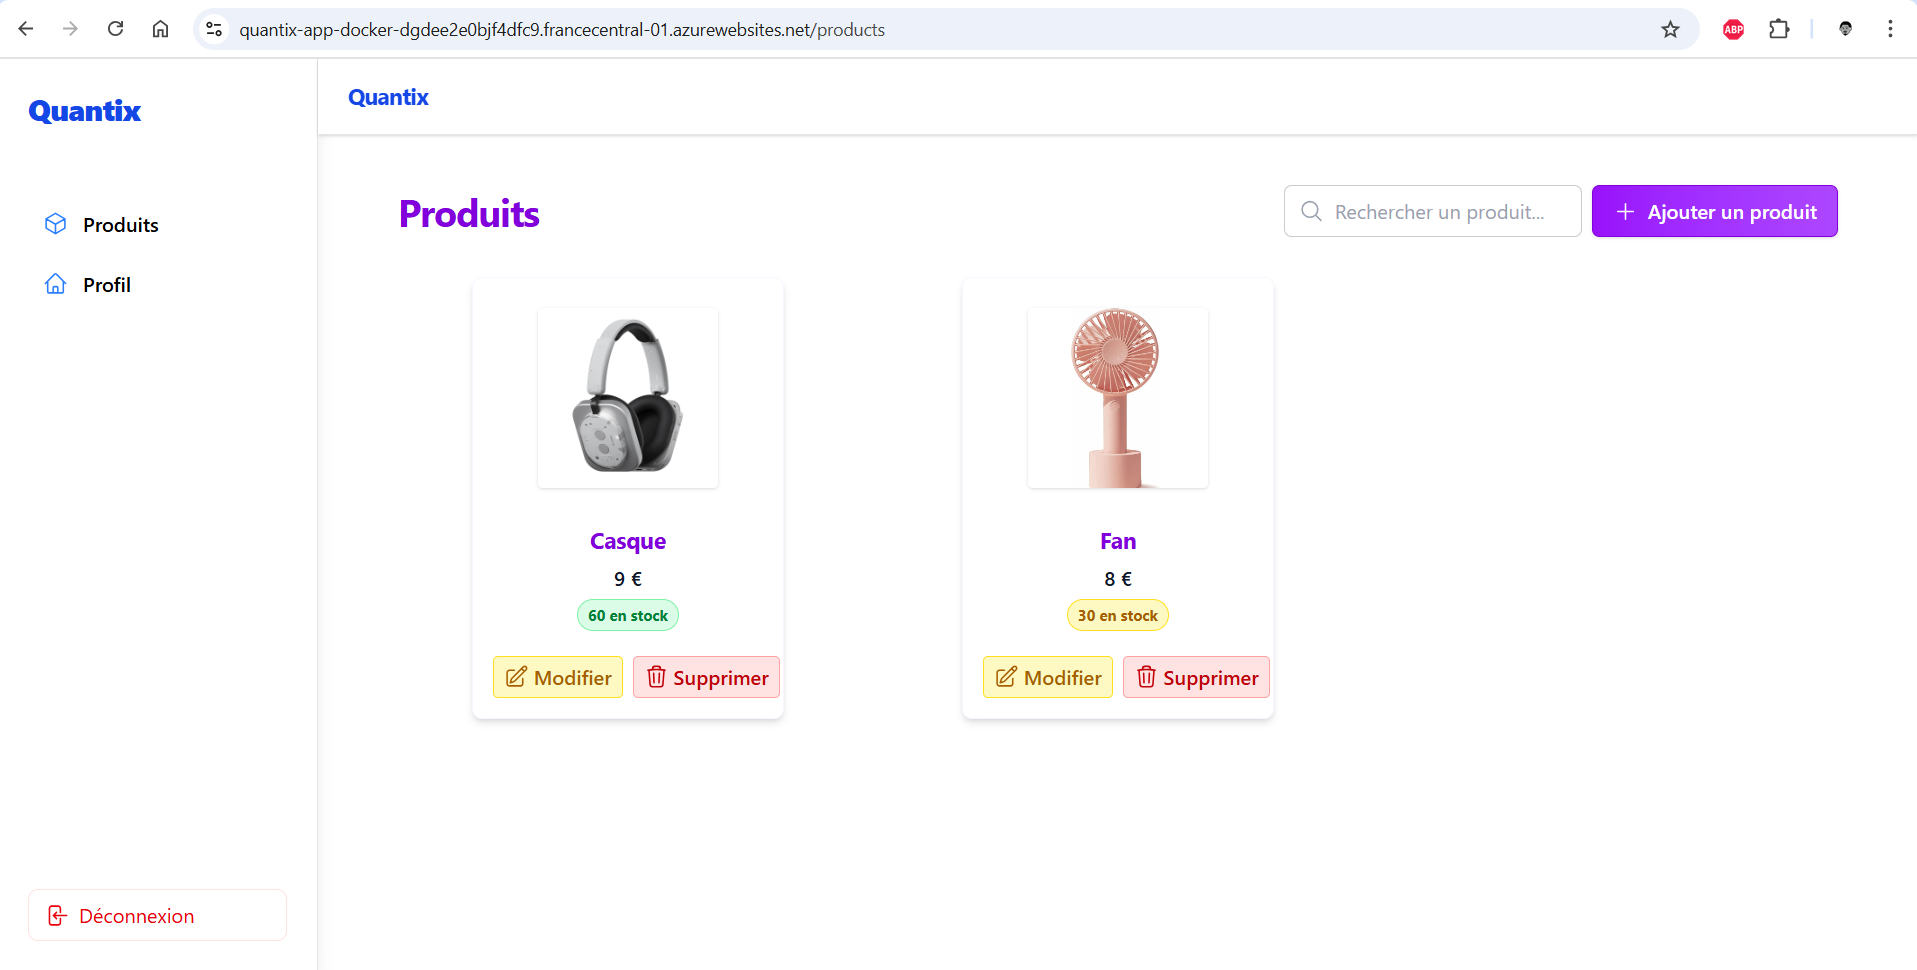 quantix-app-docker-dgdee2e0bjf4dfc9.francecentral-01.azurewebsites.net/products
ABP
Quantix
Quantix
Produits
Profil
Produits
Rechercher un produit...
Ajouter un produit
Casque
9 €
60 en stock
Modifier
Supprimer
Fan
8 €
30 en stock
Modifier
Supprimer
Déconnexion